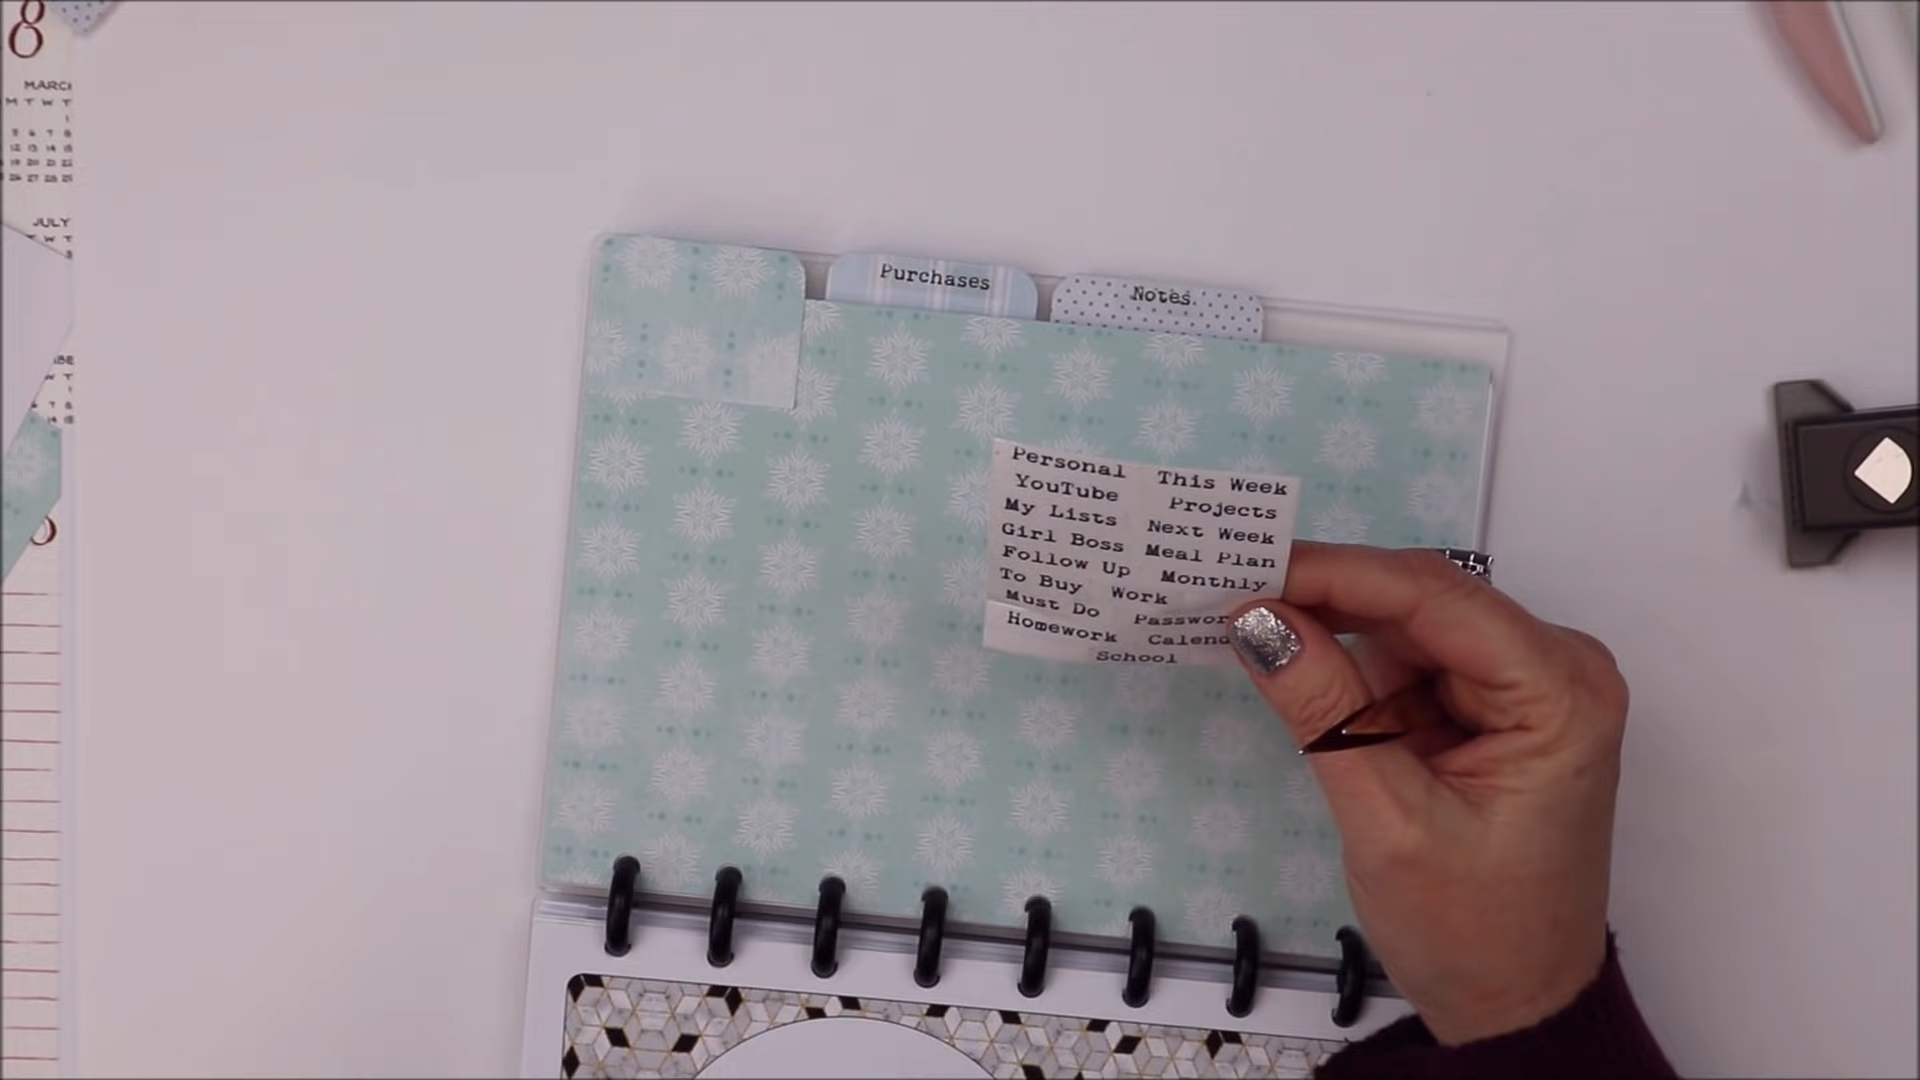 8
MARCH
M T W T
JULY
Purchases
Notes
Personal This Week
YouTube Projects
My Lists Next Week
Girl Boss Meal Plan
Follow Up Monthly
To Buy Work
Must Do
Homework
School